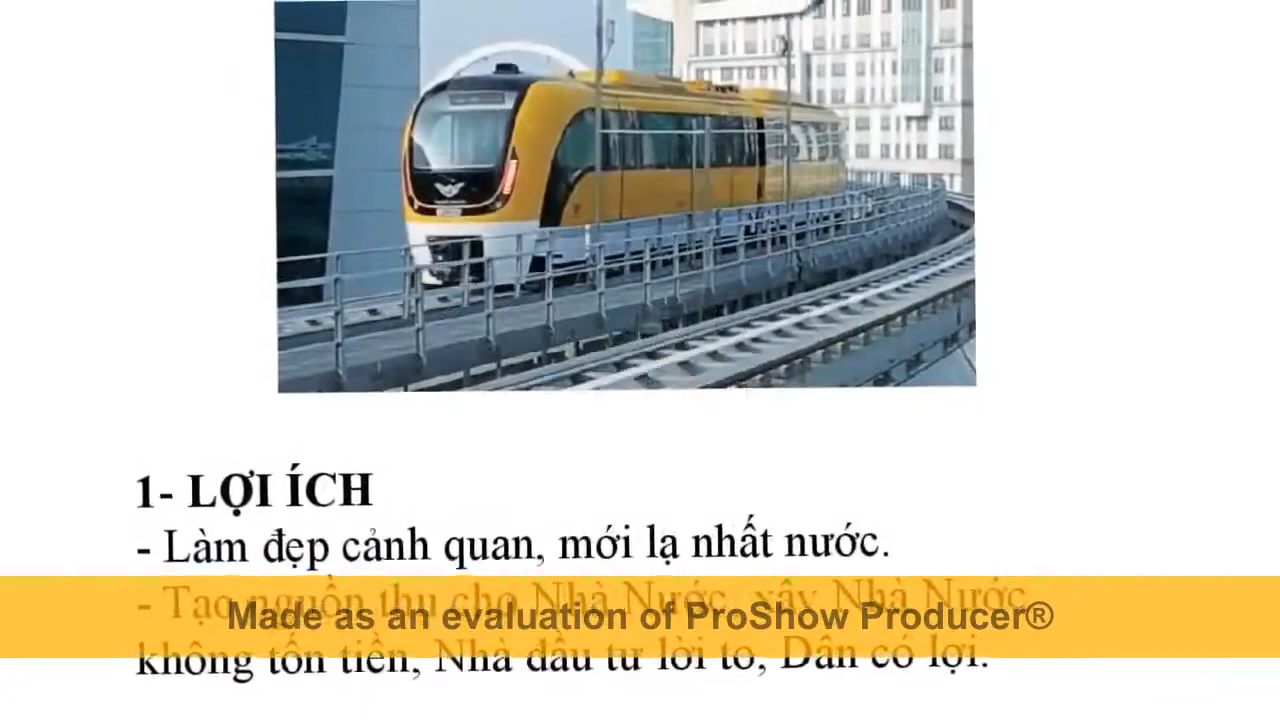 1- LỢI ÍCH
- Làm đẹp cảnh quan, mới lạ nhất nước.
- Tạo nguồn thu cho Nhà Nước, xây Nhà Nước
Made as an evaluation of ProShow Producer®
không tốn tiền, Nhà đầu tư lời to, Dân có lợi.